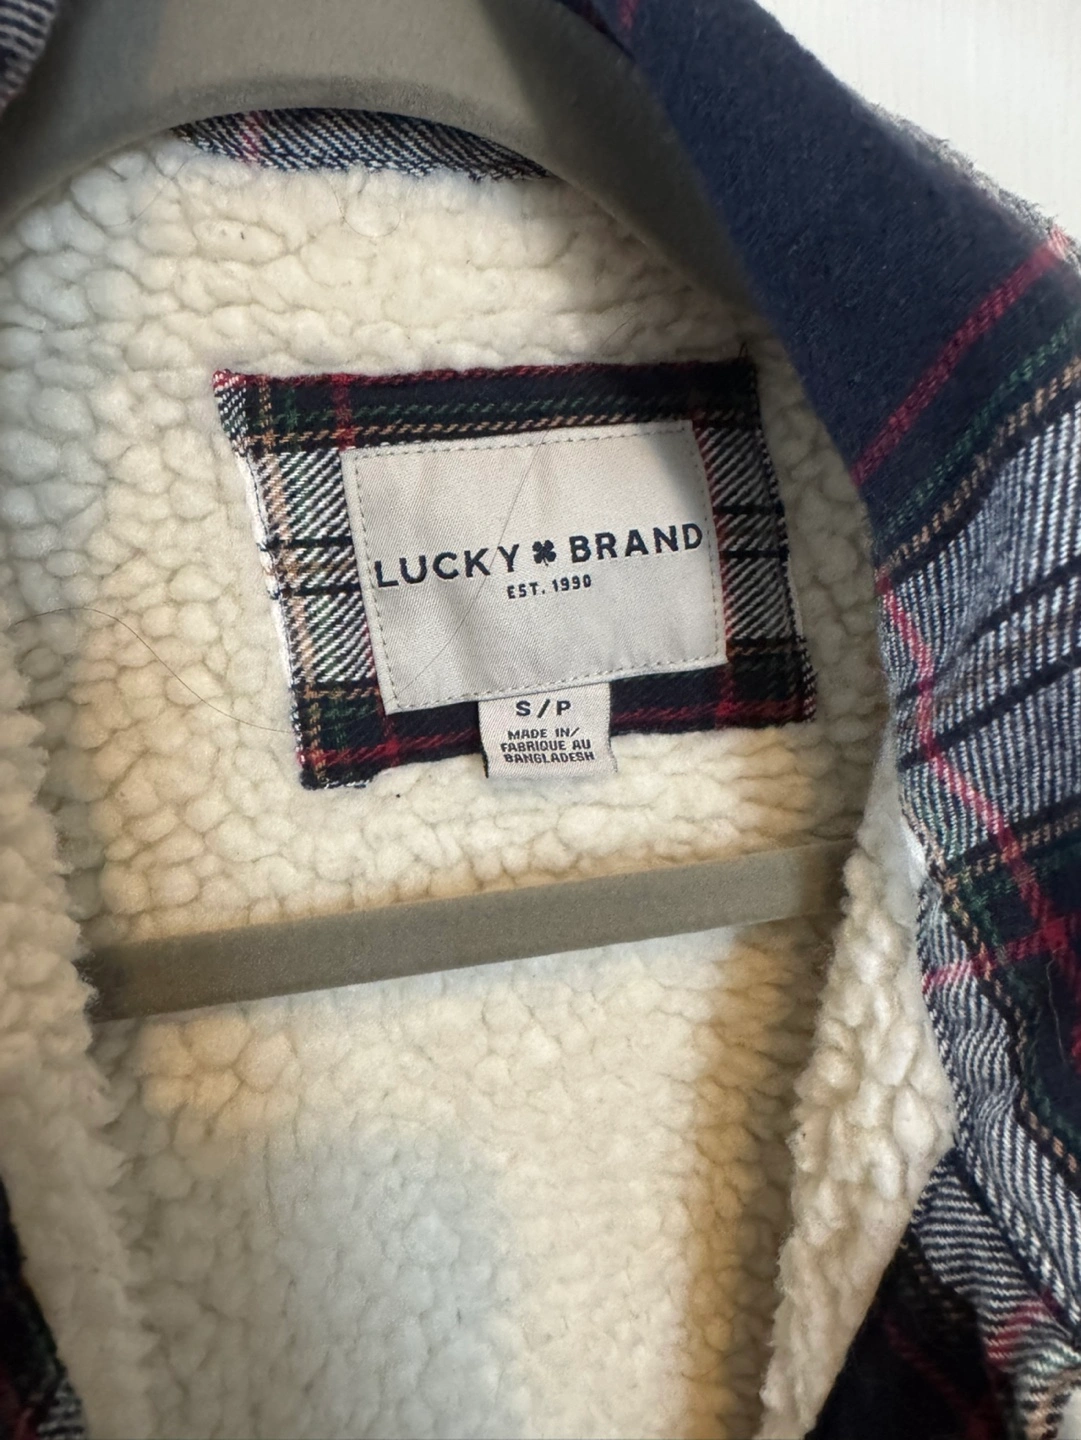 LUCKY BRAND
EST. 1990
S/P
MADE IN/
FABRIQUE AU
BANGLADESH